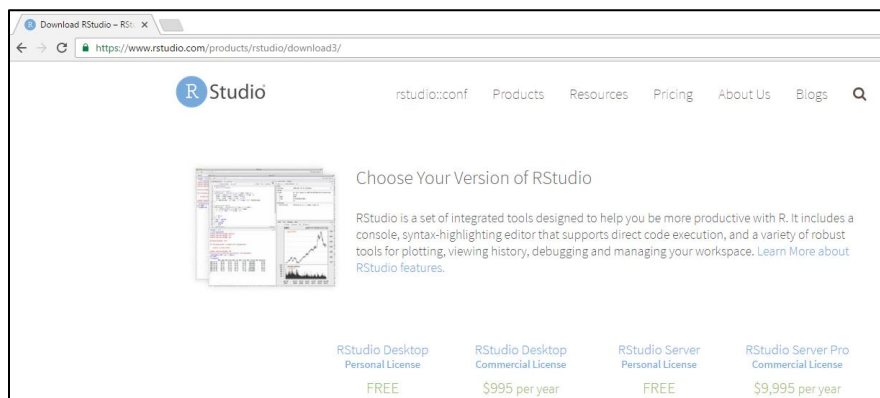 Download RStudio – RSt
https://www.rstudio.com/products/rstudio/download3/
R Studio
rstudio::conf Products Resources Pricing About Us Blogs
Choose Your Version of RStudio
RStudio is a set of integrated tools designed to help you be more productive with R. It includes a
console, syntax-highlighting editor that supports direct code execution, and a variety of robust
tools for plotting, viewing history, debugging and managing your workspace. Learn More about
RStudio features.
RStudio Desktop RStudio Desktop RStudio Server RStudio Server Pro
Personal License Commercial License Personal License Commercial License
FREE $995 per year FREE $9,995 per year